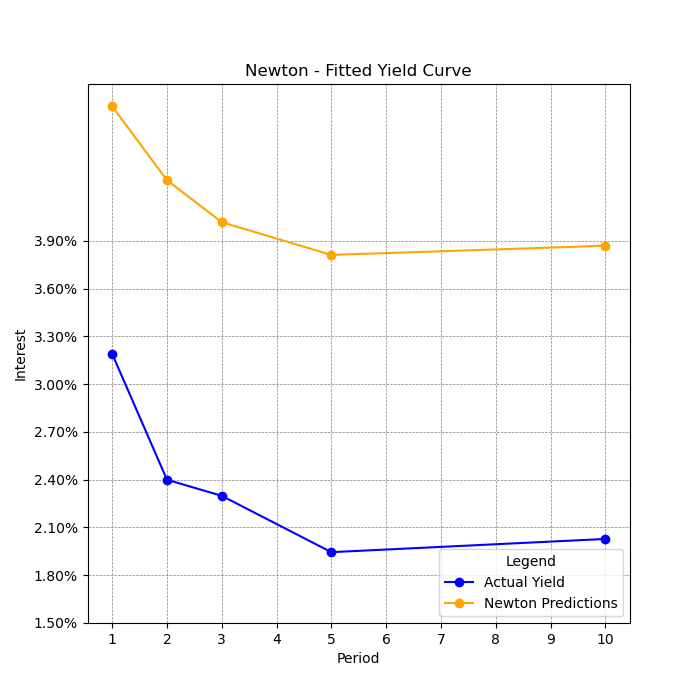 Newton - Fitted Yield Curve
Interest
3.90%
3.60%
3.30%
3.00%
2.70%
2.40%
2.10%
1.80%
1.50%
1 2 3 4 5 6 7 8 9 10
Period
Legend
Actual Yield
Newton Predictions